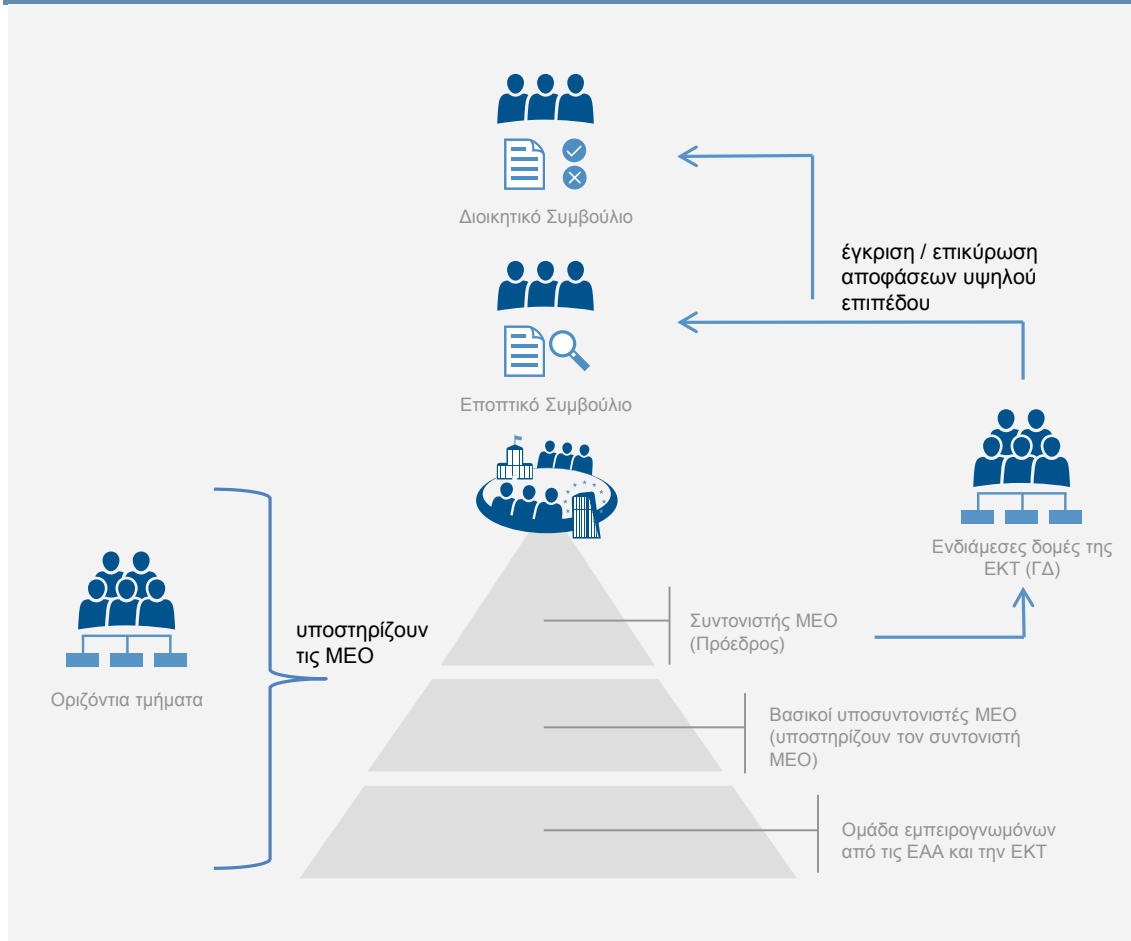 Διοικητικό Συμβούλιο
έγκριση / επικύρωση
αποφάσεων υψηλού
επιπέδου
Εποπτικό Συμβούλιο
Ενδιάμεσες δομές της
ΕΚΤ (ΓΔ)
υποστηρίζουν
τις ΜΕΟ
Συντονιστής ΜΕΟ
(Πρόεδρος)
Οριζόντια τμήματα
Βασικοί υποσυντονιστές ΜΕΟ
(υποστηρίζουν τον συντονιστή
ΜΕΟ)
Ομάδα εμπειρογνωμόνων
από τις ΕΑΑ και την ΕΚΤ